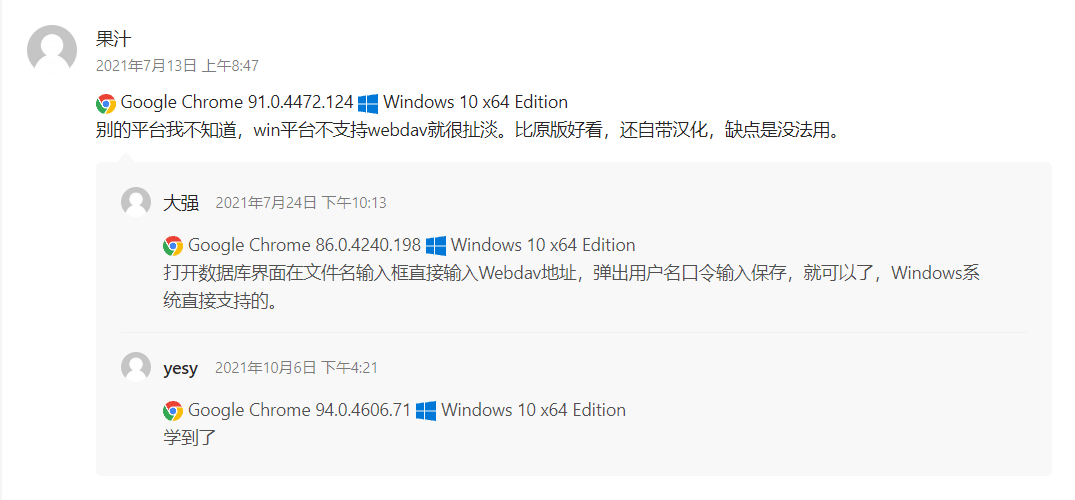 果汁
2021年7月13日 上午8:47
Google Chrome 91.0.4472.124 Windows 10 x64 Edition
别的平台我不知道，win平台不支持webdav就很扯淡。比原版好看，还自带汉化，缺点是没法用。
大强 2021年7月24日 下午10:13
Google Chrome 86.0.4240.198 Windows 10 x64 Edition
打开数据库界面在文件名输入框直接输入Webdav地址，弹出用户名口令输入保存，就可以了，Windows系
统直接支持的。
yesy 2021年10月6日 下午4:21
Google Chrome 94.0.4606.71 Windows 10 x64 Edition
学到了